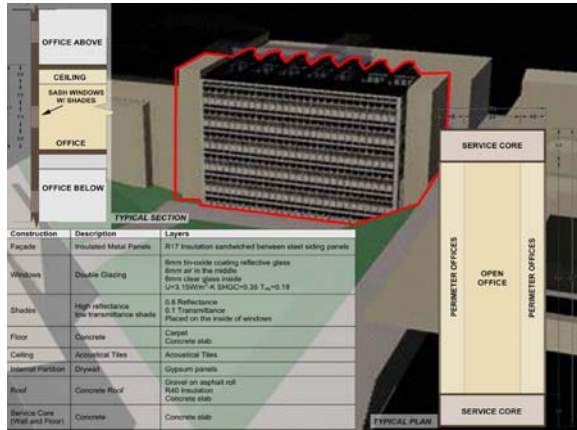 OFFICE ABOVE
CEILING
SASH WINDOWS
W/ SHADES
OFFICE
OFFICE BELOW
TYPICAL SECTION
SERVICE CORE
PERIMETER OFFICES
OPEN
OFFICE
PERIMETER OFFICES
SERVICE CORE
TYPICAL PLAN
Construction Description Layers
Façade Insulated Metal Panels R17 Insulation sandwiched between steel siding panels
Windows Double Glazing 6mm tin-oxide coating reflective glass
6mm air in the middle
6mm clear glass inside
U=3.15W/m²-K SHGC=0.35
Shades High reflectance
low transmittance shade
0.8 Reflectance
0.1 Transmittance
Placed on the inside of windows
Floor Concrete Carpet
Concrete slab
Ceiling Acoustical Tiles Acoustical Tiles
Internal Partition Drywall Gypsum panels
Roof Concrete Roof Gravel on asphalt roll
R40 Insulation
Concrete slab
Service Core
(Wall and Floor) Concrete Concrete slab